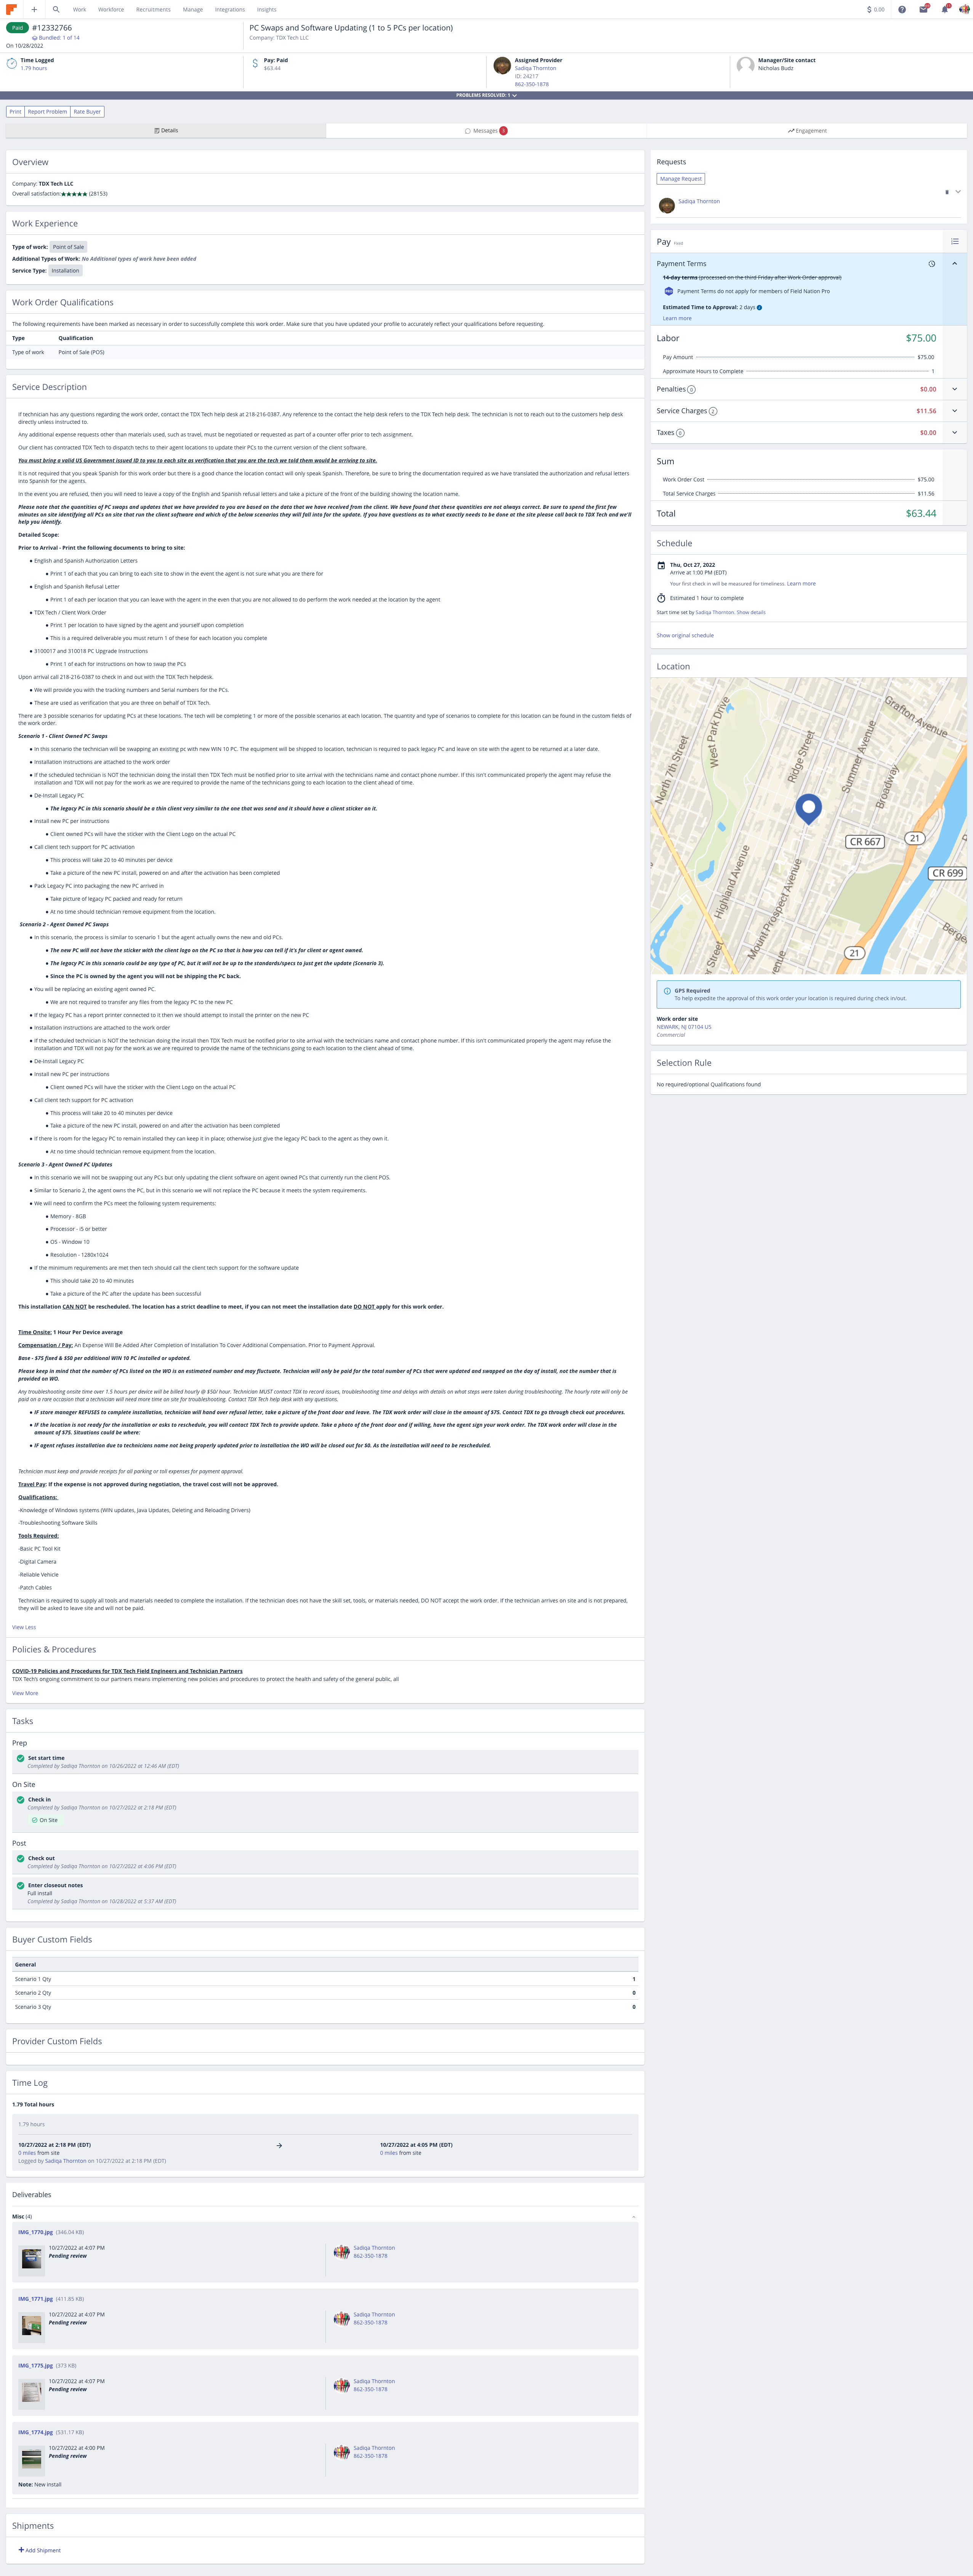 Work Workforce Recruitments Manage Integrations Insights
0.00
Paid #12332766
Bundled: 1 of 14
On 10/28/2022
PC Swaps and Software Updating (1 to 5 PCs per location)
Company: TDX Tech LLC
Time Logged
1.79 hours
Pay: Paid
$63.44
Assigned Provider
Sadiqa Thornton
ID: 24217
862-350-1878
Manager/Site contact
Nicholas Budz
PROBLEMS RESOLVED: 1
Print Report Problem Rate Buyer
Details
Messages
Engagement
Overview
Company: TDX Tech LLC
Overall satisfaction: ★★★★★ (28153)
Work Experience
Type of work: Point of Sale
Additional Types of Work: No Additional types of work have been added
Service Type: Installation
Work Order Qualifications
The following requirements have been marked as necessary in order to successfully complete this work order. Make sure that you have updated your profile to accurately reflect your qualifications before requesting.
Type Qualification
Type of work Point of Sale (POS)
Service Description
If technician has any questions regarding the work order, contact the TDX Tech help desk at 218-216-0387. Any reference to the contact the help desk refers to the TDX Tech help desk. The technician is not to reach out to the customers help desk
directly unless instructed to.
Any additional expense requests other than materials used, such as travel, must be negotiated or requested as part of a counter offer prior to tech assignment.
Our client has contracted TDX Tech to dispatch techs to their agent locations to update their PCs to the current version of the client software.
You must bring a valid US Government issued ID to you to each site as verification that you are the tech we told them would be arriving to site.
It is not required that you speak Spanish for this work order but there is a good chance the location contact will only speak Spanish. Therefore, be sure to bring the documentation required as we have translated the authorization and refusal letters
into Spanish for the agents.
In the event you are refused, then you will need to leave a copy of the English and Spanish refusal letters and take a picture of the front of the building showing the location name.
Please note that the quantities of PC swaps and updates that we have provided to you are based on the data that we have received from the client. We have found that these quantities are not always correct. Be sure to spend the first few
minutes on site identifying all PCs on site that run the client software and which of the below scenarios they will fall into for the update. If you have questions as to what exactly needs to be done at the site please call back to TDX Tech and we'll
help you identify.
Detailed Scope:
Prior to Arrival - Print the following documents to bring to site:
● English and Spanish Authorization Letters
● Print 1 of each that you can bring to each site to show in the event the agent is not sure what you are there for
● English and Spanish Refusal Letter
● Print 1 of each per location that you can leave with the agent in the even that you are not allowed to do perform the work needed at the location by the agent
● TDX Tech / Client Work Order
● Print 1 per location to have signed by the agent and yourself upon completion
● This is a required deliverable you must return 1 of these for each location you complete
● 3100017 and 310018 PC Upgrade Instructions
● Print 1 of each for instructions on how to swap the PCs
Upon arrival call 218-216-0387 to check in and out with the TDX Tech helpdesk.
● We will provide you with the tracking numbers and Serial numbers for the PCs.
● These are used as verification that you are three on behalf of TDX Tech.
There are 3 possible scenarios for updating PCs at these locations. The tech will be completing 1 or more of the possible scenarios at each location. The quantity and type of scenarios to complete for this location can be found in the custom fields of
the work order.
Scenario 1 - Client Owned PC Swaps
● In this scenario the technician will be swapping an existing pc with new WIN 10 PC. The equipment will be shipped to location, technician is required to pack legacy PC and leave on site with the agent to be returned at a later date.
● Installation instructions are attached to the work order
● If the scheduled technician is NOT the technician doing the install then TDX Tech must be notified prior to site arrival with the technicians name and contact phone number. If this isn't communicated properly the agent may refuse the
installation and TDX will not pay for the work as we are required to provide the name of the technicians going to each location to the client ahead of time.
● De-Install Legacy PC
● The legacy PC in this scenario should be a thin client very similar to the one that was send and it should have a client sticker on it.
● Install new PC per instructions
● Client owned PCs will have the sticker with the Client Logo on the actual PC
● Call client tech support for PC activiation
● This process will take 20 to 40 minutes per device
● Take a picture of the new PC install, powered on and after the activation has been completed
● Pack Legacy PC into packaging the new PC arrived in
● Take picture of legacy PC packed and ready for return
● At no time should technician remove equipment from the location.
Scenario 2 - Agent Owned PC Swaps
● In this scenario, the process is similar to scenario 1 but the agent actually owns the new and old PCs.
● The new PC will not have the sticker with the client logo on the PC so that is how you can tell if it's for client or agent owned.
● The legacy PC in this scenario could be any type of PC, but it will not be up to the standards/specs to just get the update (Scenario 3).
● Since the PC is owned by the agent you will not be shipping the PC back.
● You will be replacing an existing agent owned PC.
● We are not required to transfer any files from the legacy PC to the new PC
● If the legacy PC has a report printer connected to it then we should attempt to install the printer on the new PC
● Installation instructions are attached to the work order
● If the scheduled technician is NOT the technician doing the install then TDX Tech must be notified prior to site arrival with the technicians name and contact phone number. If this isn't communicated properly the agent may refuse the
installation and TDX will not pay for the work as we are required to provide the name of the technicians going to each location to the client ahead of time.
● De-Install Legacy PC
● Install new PC per instructions
● Client owned PCs will have the sticker with the Client Logo on the actual PC
● Call client tech support for PC activation
● This process will take 20 to 40 minutes per device
● Take a picture of the new PC install, powered on and after the activation has been completed
● If there is room for the legacy PC to remain installed they can keep it in place; otherwise just give the legacy PC back to the agent as they own it.
● At no time should technician remove equipment from the location.
Scenario 3 - Agent Owned PC Updates
● In this scenario we will not be swapping out any PCs but only updating the client software on agent owned PCs that currently run the client POS.
● Similar to Scenario 2, the agent owns the PC, but in this scenario we will not replace the PC because it meets the system requirements.
● We will need to confirm the PCs meet the following system requirements:
● Memory - 8GB
● Processor - i5 or better
● OS - Window 10
● Resolution - 1280x1024
● If the minimum requirements are met then tech should call the client tech support for the software update
● This should take 20 to 40 minutes
● Take a picture of the PC after the update has been successful
This installation CAN NOT be rescheduled. The location has a strict deadline to meet, if you can not meet the installation date DO NOT apply for this work order.
Time Onsite: 1 Hour Per Device average
Compensation / Pay: An Expense Will Be Added After Completion of Installation To Cover Additional Compensation. Prior to Payment Approval.
Base - $75 fixed & $50 per additional WIN 10 PC installed or updated.
Please keep in mind that the number of PCs listed on the WO is an estimated number and may fluctuate. Technician will only be paid for the total number of PCs that were updated and swapped on the day of install, not the number that is
provided on WO.
Any troubleshooting onsite time over 1.5 hours per device will be billed hourly @ $50/ hour. Technician MUST contact TDX to record issues, troubleshooting time and delays with details on what steps were taken during troubleshooting. The hourly rate will only be
paid on a rare occasion that a technician will need more time on site for troubleshooting. Contact TDX Tech help desk with any questions.
● IF store manager REFUSES to complete installation, technician will hand over refusal letter, take a picture of the front door and leave. The TDX work order will close in the amount of $75. Contact TDX to go through check out procedures.
● If the location is not ready for the installation or asks to reschedule, you will contact TDX Tech to provide update. Take a photo of the front door and if willing, have the agent sign your work order. The TDX work order will close in the
amount of $75. Situations could be where:
● IF agent refuses installation due to technicians name not being properly updated prior to installation the WO will be closed out for $0. As the installation will need to be rescheduled.
Technician must keep and provide receipts for all parking or toll expenses for payment approval.
Travel Pay: If the expense is not approved during negotiation, the travel cost will not be approved.
Qualifications:
-Knowledge of Windows systems (WIN updates, Java Updates, Deleting and Reloading Drivers)
-Troubleshooting Software Skills
Tools Required:
-Basic PC Tool Kit
-Digital Camera
-Reliable Vehicle
-Patch Cables
Technician is required to supply all tools and materials needed to complete the installation. If the technician does not have the skill set, tools, or materials needed, DO NOT accept the work order. If the technician arrives on site and is not prepared,
they will be asked to leave site and will not be paid.
View Less
Policies & Procedures
COVID-19 Policies and Procedures for TDX Tech Field Engineers and Technician Partners
TDX Tech's ongoing commitment to our partners means implementing new policies and procedures to protect the health and safety of the general public, all
View More
Tasks
Prep
Set start time
Completed by Sadiqa Thornton on 10/26/2022 at 12:46 AM (EDT)
On Site
Check in
Completed by Sadiqa Thornton on 10/27/2022 at 2:18 PM (EDT)
On Site
Post
Check out
Completed by Sadiqa Thornton on 10/27/2022 at 4:06 PM (EDT)
Enter closeout notes
Full install
Completed by Sadiqa Thornton on 10/28/2022 at 5:37 AM (EDT)
Buyer Custom Fields
General
Scenario 1 Qty 1
Scenario 2 Qty 0
Scenario 3 Qty 0
Provider Custom Fields
Time Log
1.79 Total hours
1.79 hours
10/27/2022 at 2:18 PM (EDT) 10/27/2022 at 4:05 PM (EDT)
0 miles from site 0 miles from site
Logged by Sadiqa Thornton on 10/27/2022 at 2:18 PM (EDT)
Deliverables
Misc (4)
IMG_1770.jpg (346.04 KB)
10/27/2022 at 4:07 PM
Pending review
Sadiqa Thornton
862-350-1878
IMG_1771.jpg (411.85 KB)
10/27/2022 at 4:07 PM
Pending review
Sadiqa Thornton
862-350-1878
IMG_1775.jpg (373 KB)
10/27/2022 at 4:07 PM
Pending review
Sadiqa Thornton
862-350-1878
IMG_1774.jpg (531.17 KB)
10/27/2022 at 4:00 PM
Pending review
Sadiqa Thornton
862-350-1878
Note: New install
Shipments
Add Shipment
Requests
Manage Request
Sadiqa Thornton
Pay Fixed
Payment Terms
14-day terms (processed on the third Friday after Work Order approval)
PRO Payment Terms do not apply for members of Field Nation Pro
Estimated Time to Approval: 2 days
Learn more
Labor $75.00
Pay Amount $75.00
Approximate Hours to Complete 1
Penalties 0 $0.00
Service Charges 2 $11.56
Taxes 0 $0.00
Sum
Work Order Cost $75.00
Total Service Charges $11.56
Total $63.44
Schedule
Thu, Oct 27, 2022
Arrive at 1:00 PM (EDT)
Your first check in will be measured for timeliness. Learn more
Estimated 1 hour to complete
Start time set by Sadiqa Thornton. Show details
Show original schedule
Location
North 7th Street
West Park Drive
Ridge Street
Summer Avenue
Broadway
Grafton Avenue
CR 667
21
CR 699
Highland Avenue
Mount Prospect Avenue
21
GPS Required
To help expedite the approval of this work order your location is required during check in/out.
Work order site
NEWARK, NJ 07104 US
Commercial
Selection Rule
No required/optional Qualifications found